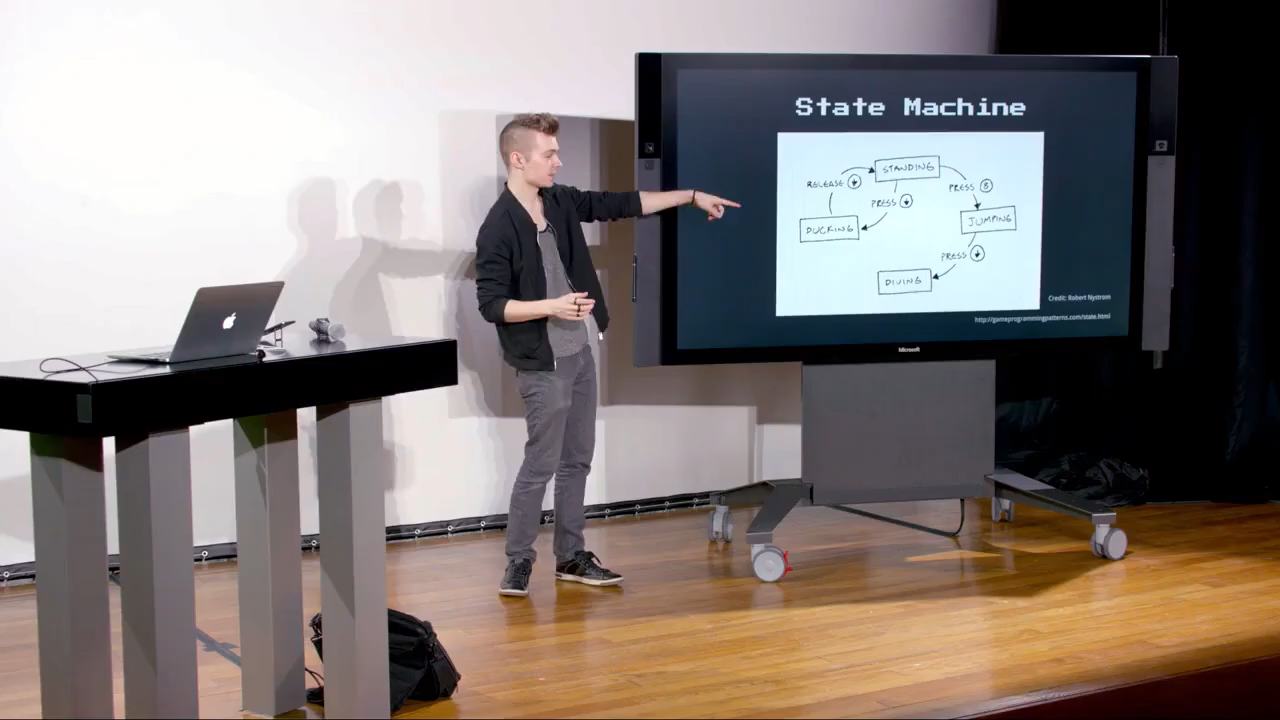 State Machine
STANDING
RELEASE ↓
PRESS B
PRESS ↓
JUMPING
DUCKING
PRESS ↓
DIVING
Credit: Robert Nystrom
http://gameprogrammingpatterns.com/state.html
Microsoft